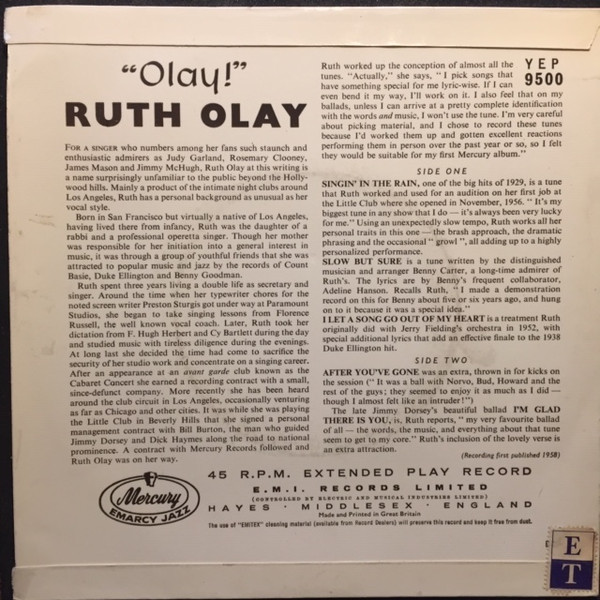 "Olay!"
RUTH OLAY
FOR A SINGER who numbers among her fans such staunch and
enthusiastic admirers as Judy Garland, Rosemary Clooney,
James Mason and Jimmy McHugh, Ruth Olay at this writing is
a name surprisingly unfamiliar to the public beyond the Holly-
wood hills. Mainly a product of the intimate night clubs around
Los Angeles, Ruth has a personal background as unusual as her
vocal style.
Born in San Francisco but virtually a native of Los Angeles,
having lived there from infancy, Ruth was the daughter of a
rabbi and a professional operetta singer. Though her mother
was responsible for her initiation into a general interest in
music, it was through a group of youthful friends that she was
attracted to popular music and jazz by the records of Count
Basie, Duke Ellington and Benny Goodman.
Ruth spent three years living a double life as secretary and
singer. Around the time when her typewriter chores for the
noted screen writer Preston Sturgis got under way at Paramount
Studios, she began to take singing lessons from Florence
Russell, the well known vocal coach. Later, Ruth took her
dictation from F. Hugh Herbert and Cy Bartlett during the day
and studied music with tireless diligence during the evenings.
At long last she decided the time had come to sacrifice the
security of her studio work and concentrate on a singing career.
After an appearance at an avant garde club known as the
Cabaret Concert she earned a recording contract with a small,
since-defunct company. More recently she has been heard
around the club circuit in Los Angeles, occasionally venturing
as far as Chicago and other cities. It was while she was playing
the Little Club in Beverly Hills that she signed a personal
management contract with Bill Burton, the man who guided
Jimmy Dorsey and Dick Haymes along the road to national
prominence. A contract with Mercury Records followed and
Ruth Olay was on her way.
Ruth worked up the conception of almost all the
tunes. "Actually," she says, "I pick songs that
have something special for me lyric-wise. If I can
even bend it my way, I'll work on it. I also feel that on my
ballads, unless I can arrive at a pretty complete identification
with the words and music, I won't use the tune. I'm very careful
about picking material, and I chose to record these tunes
because I'd worked them up and gotten excellent reactions
performing them in person over the past year or so, so I felt
they would be suitable for my first Mercury album."
YEP
9500
SIDE ONE
SINGIN' IN THE RAIN, one of the big hits of 1929, is a tune
that Ruth worked and used for an audition on her first job at
the Little Club where she opened in November, 1956. "It's my
biggest tune in any show that I do — it's always been very lucky
for me." Using an unexpectedly slow tempo, Ruth works all her
personal traits in this one — the brash approach, the dramatic
phrasing and the occasional "growl", all adding up to a highly
personalized performance.
SLOW BUT SURE is a tune written by the distinguished
musician and arranger Benny Carter, a long-time admirer of
Ruth's. The lyrics are by Benny's frequent collaborator,
Adeline Hanson. Recalls Ruth, "I made a demonstration
record on this for Benny about five or six years ago, and hung
on to it because it was a special idea."
I LET A SONG GO OUT OF MY HEART is a treatment Ruth
originally did with Jerry Fielding's orchestra in 1952, with
special additional lyrics that add an effective finale to the 1938
Duke Ellington hit.
SIDE TWO
AFTER YOU'VE GONE was an extra, thrown in for kicks on
the session ("It was a ball with Norvo, Bud, Howard and the
rest of the guys; they seemed to enjoy it as much as I did —
though I almost felt like an intruder!")
The late Jimmy Dorsey's beautiful ballad I'M GLAD
THERE IS YOU, is, Ruth reports, "my very favourite ballad
of all — the words, the music, and everything about that tune
seem to get to my core." Ruth's inclusion of the lovely verse is
an extra attraction.
(Recording first published 1958)
45 R.P.M. EXTENDED PLAY RECORD
E.M.I. RECORDS LIMITED
(CONTROLLED BY ELECTRIC AND MUSICAL INDUSTRIES LIMITED)
HAYES · MIDDLESEX · ENGLAND
Made and Printed in Great Britain
The use of "EMITEX" cleaning material (available from Record Dealers) will preserve this record and keep it free from dust.
Mercury
EMARCY JAZZ
E
T